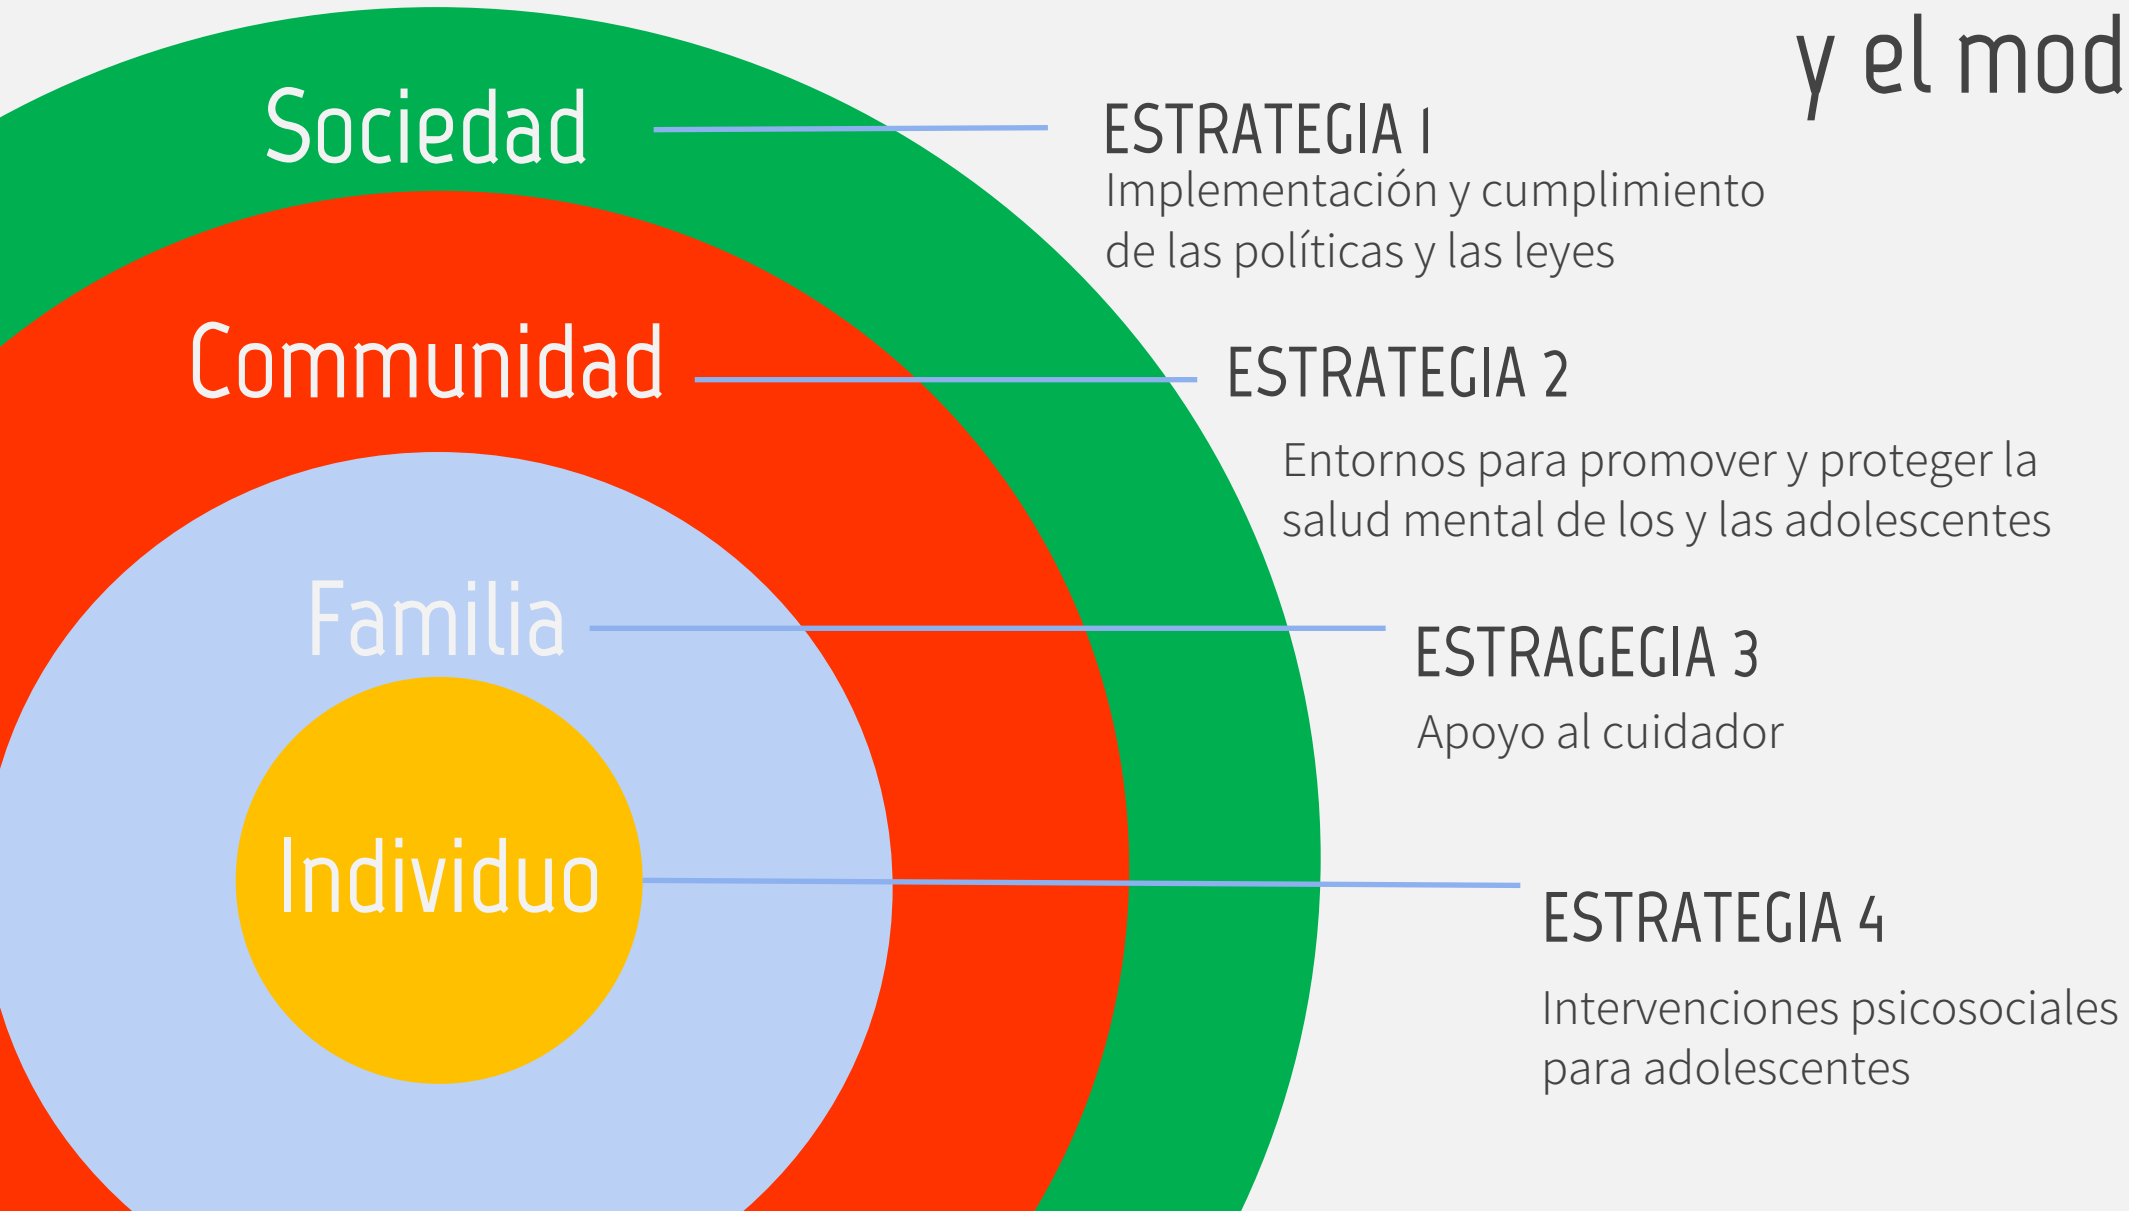 y el mod
Sociedad
ESTRATEGIA 1
Implementación y cumplimiento
de las políticas y las leyes
Communidad
ESTRATEGIA 2
Entornos para promover y proteger la
salud mental de los y las adolescentes
Familia
ESTRAGEGIA 3
Apoyo al cuidador
Individuo
ESTRATEGIA 4
Intervenciones psicosociales
para adolescentes